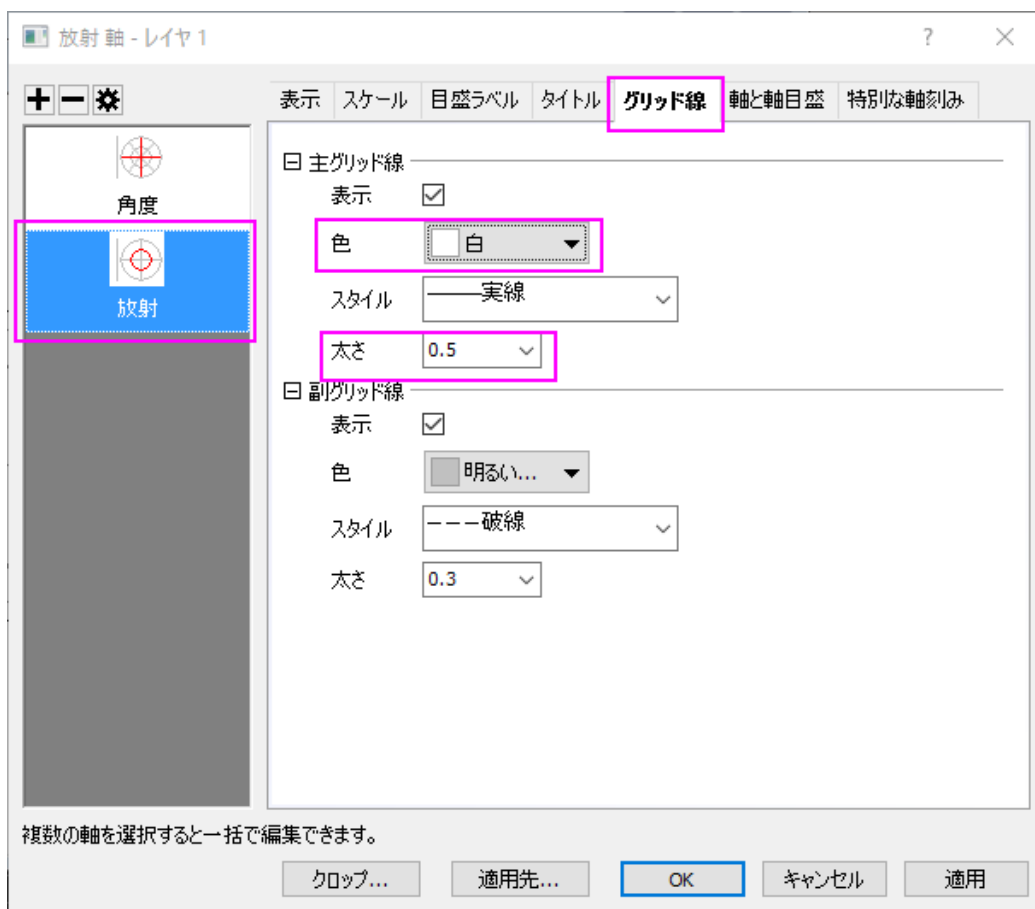 放射 軸 - レイヤ 1
表示 スケール 目盛ラベル タイトル グリッド線 軸と軸目盛 特別な軸刻み
角度
放射
主グリッド線
表示
色 白
スタイル 実線
太さ 0.5
副グリッド線
表示
色 明るい...
スタイル 破線
太さ 0.3
複数の軸を選択すると一括で編集できます。
クロップ... 適用先... OK キャンセル 適用